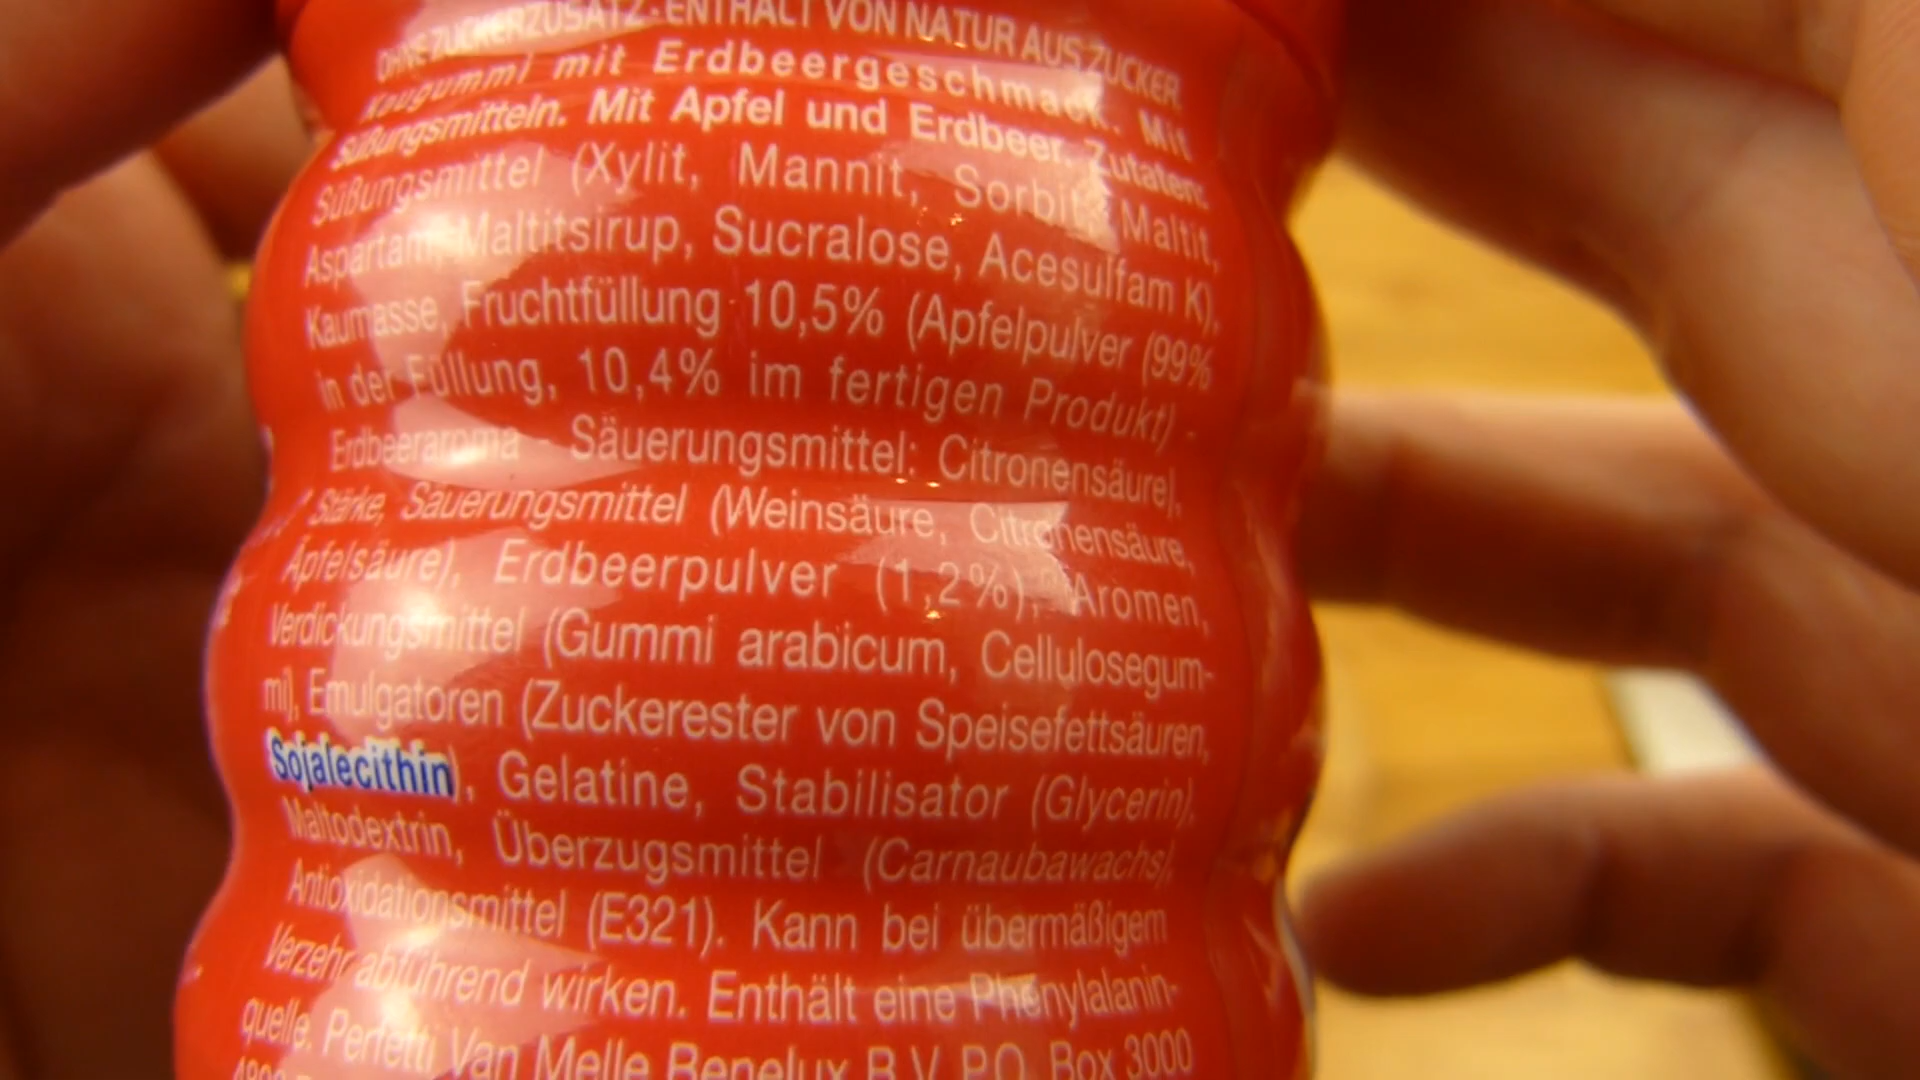 OHNE ZUCKERZUSATZ · ENTHÄLT VON NATUR AUS ZUCKER.
Kaugummi mit Erdbeergeschmack. Mit
Süßungsmitteln. Mit Apfel und Erdbeer. Zutaten:
Süßungsmittel (Xylit, Mannit, Sorbit, Maltit,
Aspartam, Maltitsirup, Sucralose, Acesulfam K),
Kaumasse, Fruchtfüllung 10,5% (Apfelpulver (99%
in der Füllung, 10,4% im fertigen Produkt) -
Erdbeeraroma - Säuerungsmittel: Citronensäure),
Stärke, Säuerungsmittel (Weinsäure, Citronensäure,
Äpfelsäure), Erdbeerpulver (1,2%), Aromen,
Verdickungsmittel (Gummi arabicum, Cellulosegum-
mi), Emulgatoren (Zuckerester von Speisefettsäuren,
Sojalecithin), Gelatine, Stabilisator (Glycerin),
Maltodextrin, Überzugsmittel (Carnaubawachs),
Antioxidationsmittel (E321). Kann bei übermäßigem
Verzehr abführend wirken. Enthält eine Phenylalanin-
quelle. Perfetti Van Melle Benelux B.V. P.O. Box 3000